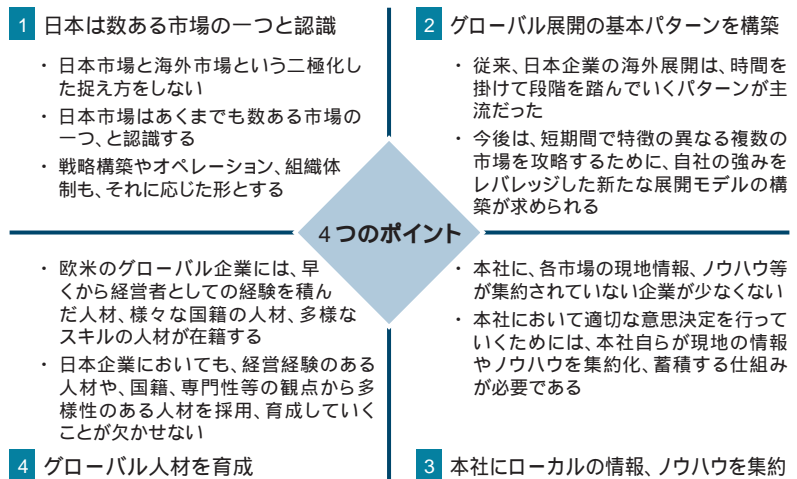 1 日本は数ある市場の一つと認識
・ 日本市場と海外市場という二極化し
た捉え方をしない
・ 日本市場はあくまでも数ある市場の
一つ、と認識する
・ 戦略構築やオペレーション、組織体
制も、それに応じた形とする
2 グローバル展開の基本パターンを構築
・ 従来、日本企業の海外展開は、時間を
掛けて段階を踏んでいくパターンが主
流だった
・ 今後は、短期間で特徴の異なる複数の
市場を攻略するために、自社の強みを
レバレッジした新たな展開モデルの構
築が求められる
4つのポイント
・ 本社に、各市場の現地情報、ノウハウ等
が集約されていない企業が少なくない
・ 本社において適切な意思決定を行って
いくためには、本社自らが現地の情報
やノウハウを集約化、蓄積する仕組み
が必要である
3 本社にローカルの情報、ノウハウを集約
・ 欧米のグローバル企業には、早
くから経営者としての経験を積ん
だ人材、様々な国籍の人材、多様な
スキルの人材が在籍する
・ 日本企業においても、経営経験のある
人材や、国籍、専門性等の観点から多
様性のある人材を採用、育成していく
ことが欠かせない
4 グローバル人材を育成